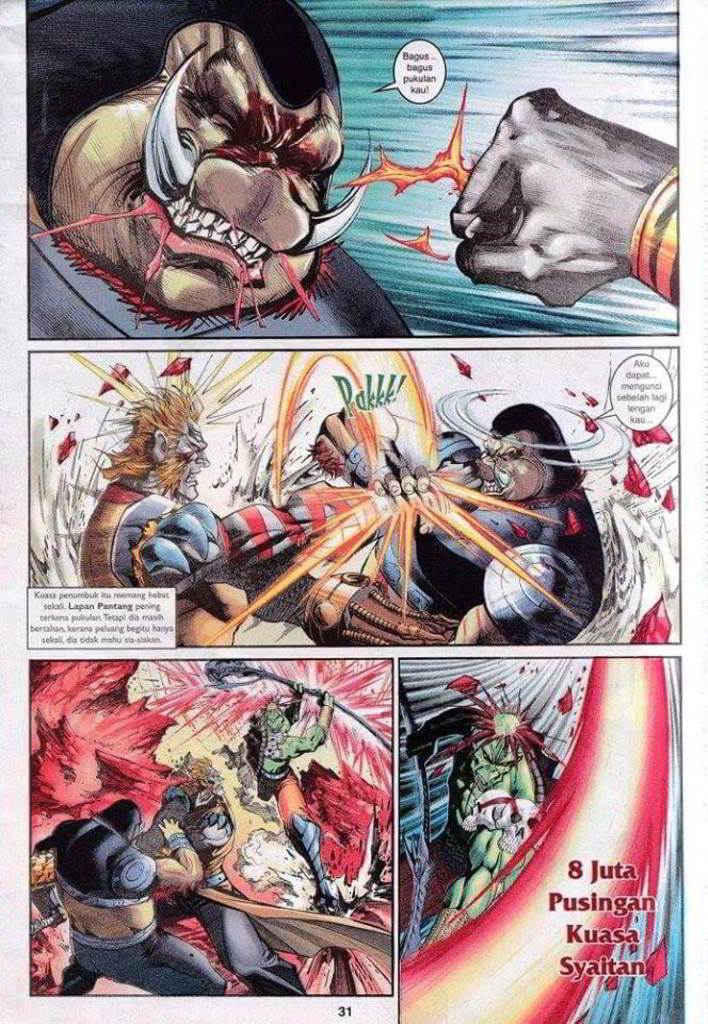 Bagus...
bagus
pukulan
kau!
Pakkk!
Aku
dapat...
mengunci
sebelah lagi
lengan
kau...
Kuasa penumbuk itu memang hebat
sekali. Lapan Pantang pening
terkena pukulan. Tetapi dia masih
bertahan, kerana peluang begitu hanya
sekali, dia tidak mahu sia-siakan.
8 Juta
Pusingan
Kuasa
Syaitan
31